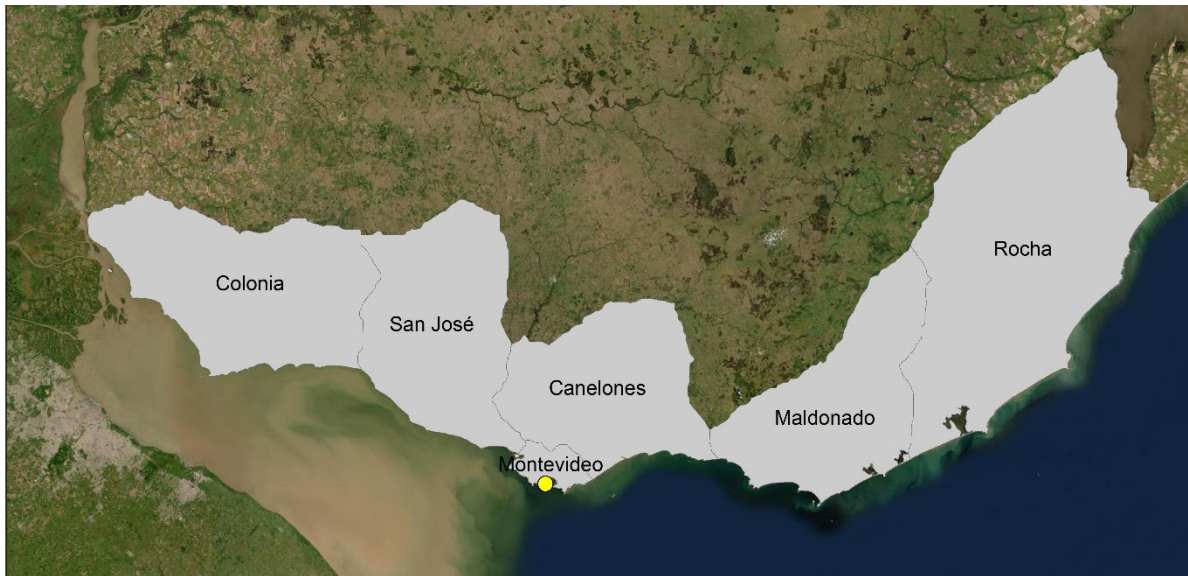 Colonia
San José
Canelones
Montevideo
Maldonado
Rocha